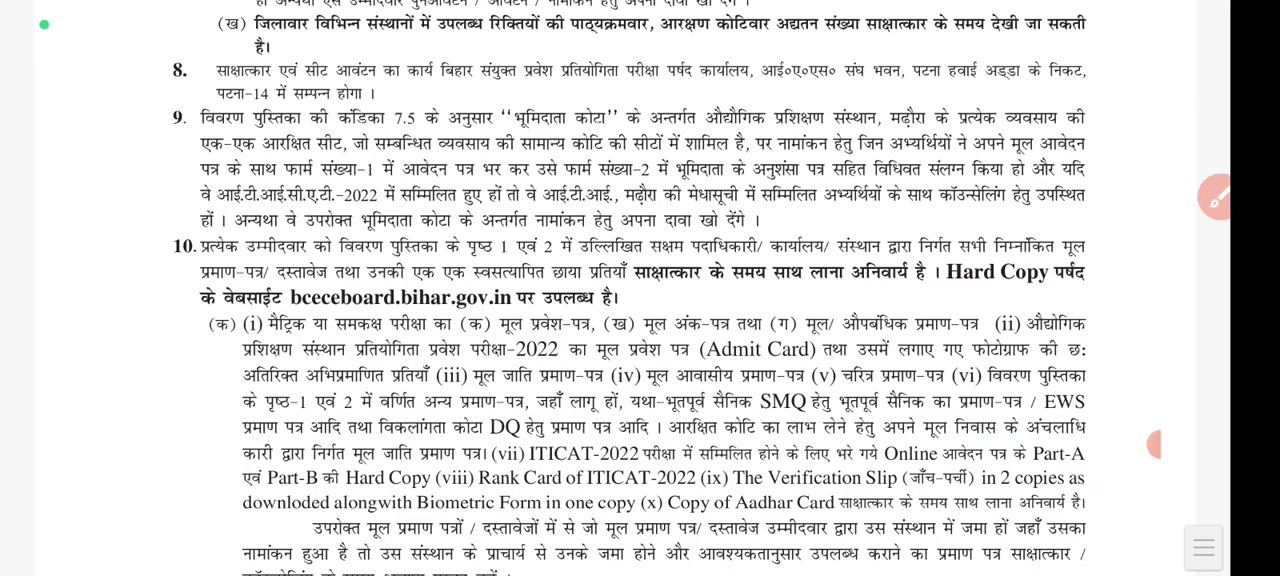 (ख) जिलावार विभिन्न संस्थानों में उपलब्ध रिक्तियों की पाठ्यक्रमवार, आरक्षण कोटिवार अद्यतन संख्या साक्षात्कार के समय देखी जा सकती
है।
8. साक्षात्कार एवं सीट आवंटन का कार्य बिहार संयुक्त प्रवेश प्रतियोगिता परीक्षा पर्षद कार्यालय, आई०ए०एस० संघ भवन, पटना हवाई अड्डा के निकट,
पटना-14 में सम्पन्न होगा ।
9. विवरण पुस्तिका की कंडिका 7.5 के अनुसार ‘‘भूमिदाता कोटा’’ के अन्तर्गत औद्यौगिक प्रशिक्षण संस्थान, मढ़ौरा के प्रत्येक व्यवसाय की
एक-एक आरक्षित सीट, जो सम्बन्धित व्यवसाय की सामान्य कोटि की सीटों में शामिल है, पर नामांकन हेतु जिन अभ्यर्थियों ने अपने मूल आवेदन
पत्र के साथ फार्म संख्या-1 में आवेदन पत्र भर कर उसे फार्म संख्या-2 में भूमिदाता के अनुशंसा पत्र सहित विधिवत संलग्न किया हो और यदि
वे आई.टी.आई.सी.ए.टी.-2022 में सम्मिलित हुए हों तो वे आई.टी.आई., मढ़ौरा की मेधासूची में सम्मिलित अभ्यर्थियों के साथ कॉउन्सेलिंग हेतु उपस्थित
हों । अन्यथा वे उपरोक्त भूमिदाता कोटा के अन्तर्गत नामांकन हेतु अपना दावा खो देंगे ।
10. प्रत्येक उम्मीदवार को विवरण पुस्तिका के पृष्ठ 1 एवं 2 में उल्लिखित सक्षम पदाधिकारी/ कार्यालय/ संस्थान द्वारा निर्गत सभी निम्नांकित मूल
प्रमाण-पत्र/ दस्तावेज तथा उनकी एक एक स्वसत्यापित छाया प्रतियाँ साक्षात्कार के समय साथ लाना अनिवार्य है । Hard Copy पर्षद
के वेबसाईट bceceboard.bihar.gov.in पर उपलब्ध है।
(क) (i) मैट्रिक या समकक्ष परीक्षा का (क) मूल प्रवेश-पत्र, (ख) मूल अंक-पत्र तथा (ग) मूल/ औपबंधिक प्रमाण-पत्र (ii) औद्योगिक
प्रशिक्षण संस्थान प्रतियोगिता प्रवेश परीक्षा-2022 का मूल प्रवेश पत्र (Admit Card) तथा उसमें लगाए गए फोटोग्राफ की छः
अतिरिक्त अभिप्रमाणित प्रतियाँ (iii) मूल जाति प्रमाण-पत्र (iv) मूल आवासीय प्रमाण-पत्र (v) चरित्र प्रमाण-पत्र (vi) विवरण पुस्तिका
के पृष्ठ-1 एवं 2 में वर्णित अन्य प्रमाण-पत्र, जहाँ लागू हों, यथा-भूतपूर्व सैनिक SMQ हेतु भूतपूर्व सैनिक का प्रमाण-पत्र / EWS
प्रमाण पत्र आदि तथा विकलांगता कोटा DQ हेतु प्रमाण पत्र आदि । आरक्षित कोटि का लाभ लेने हेतु अपने मूल निवास के अंचलाधि
कारी द्वारा निर्गत मूल जाति प्रमाण पत्र। (vii) ITICAT-2022 परीक्षा में सम्मिलित होने के लिए भरे गये Online आवेदन पत्र के Part-A
एवं Part-B की Hard Copy (viii) Rank Card of ITICAT-2022 (ix) The Verification Slip (जाँच-पर्ची) in 2 copies as
downloded alongwith Biometric Form in one copy (x) Copy of Aadhar Card साक्षात्कार के समय साथ लाना अनिवार्य है।
उपरोक्त मूल प्रमाण पत्रों / दस्तावेजों में से जो मूल प्रमाण पत्र/ दस्तावेज उम्मीदवार द्वारा उस संस्थान में जमा हों जहाँ उसका
नामांकन हुआ है तो उस संस्थान के प्राचार्य से उनके जमा होने और आवश्यकतानुसार उपलब्ध कराने का प्रमाण पत्र साक्षात्कार /